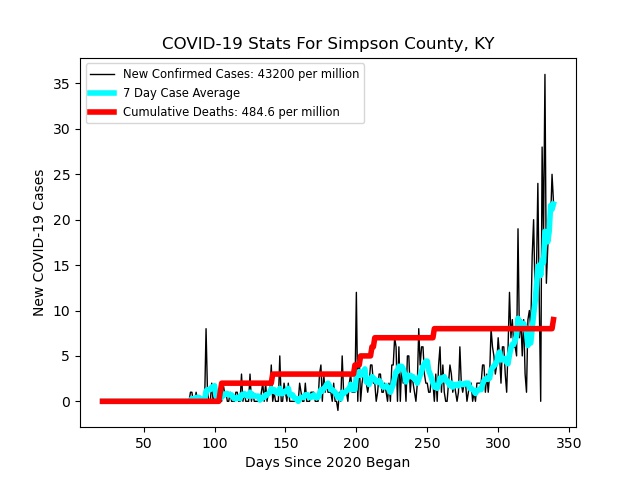 COVID-19 Stats For Simpson County, KY
New Confirmed Cases: 43200 per million
7 Day Case Average
Cumulative Deaths: 484.6 per million
New COVID-19 Cases
35
30
25
20
15
10
5
0
50
100
150
200
250
300
350
Days Since 2020 Began